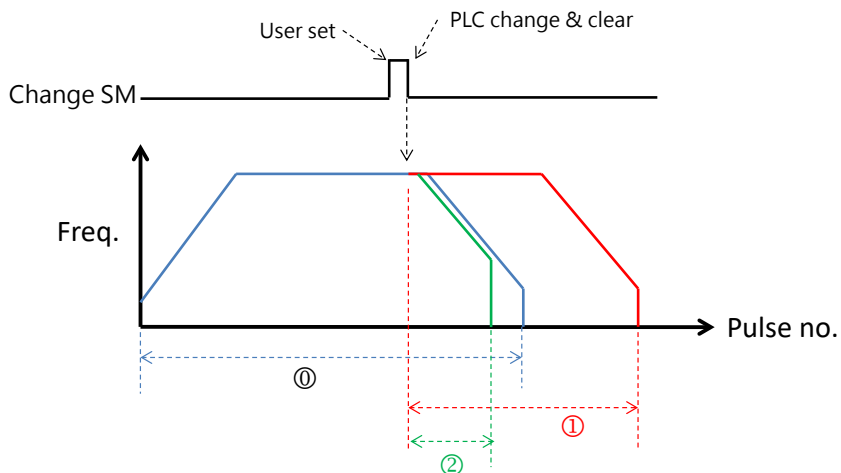 User set
PLC change & clear
Change SM
Freq.
Pulse no.
⓪
①
②